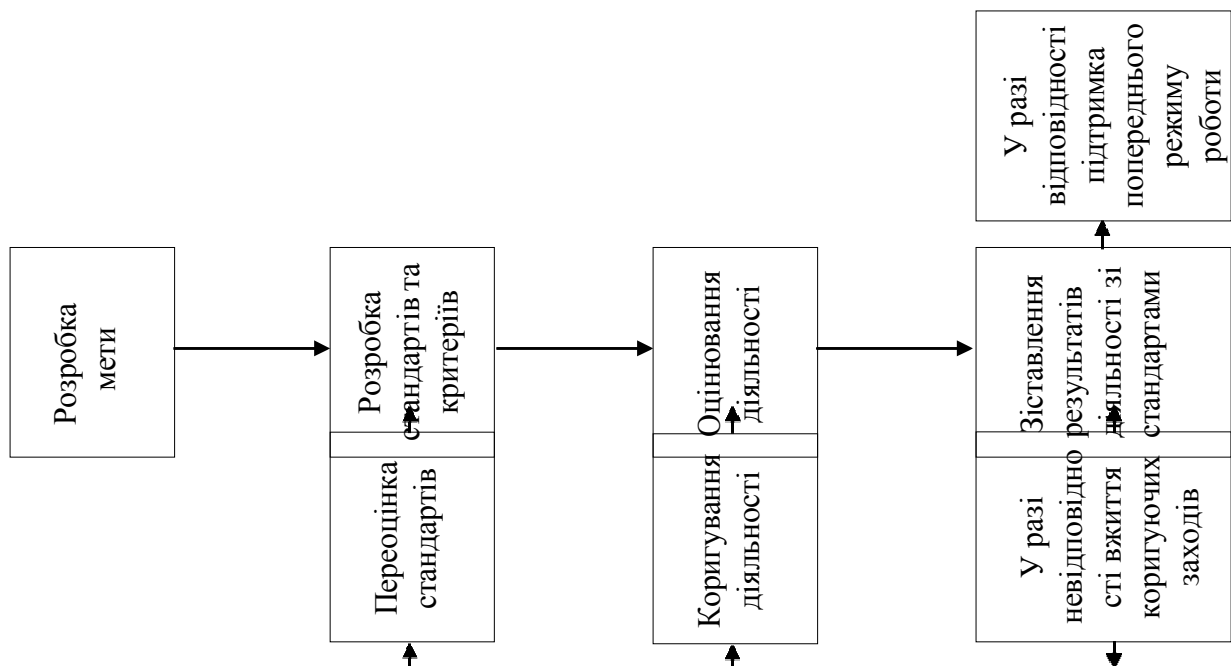 Розробка
мети
Розробка
стандартів та
критеріїв
Оцінювання
діяльності
Зіставлення
результатів
діяльності зі
стандартами
У разі
відповідності
підтримка
попереднього
режиму
роботи
Переоцінка
стандартів
Коригування
діяльності
У разі
невідповідно
сті вжиття
коригуючих
заходів